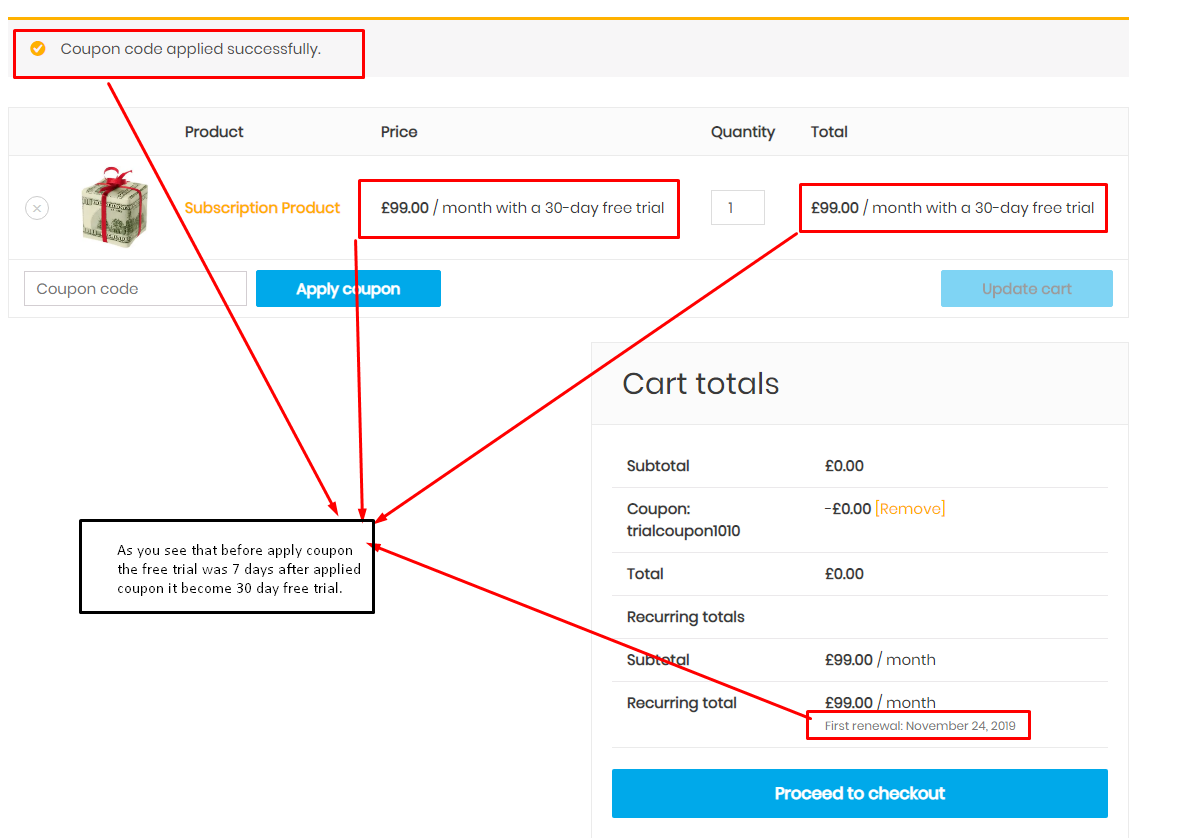 Coupon code applied successfully.
Product Price Quantity Total
Subscription Product £99.00 / month with a 30-day free trial 1 £99.00 / month with a 30-day free trial
Coupon code Apply coupon Update cart
Cart totals
Subtotal £0.00
Coupon: -£0.00 [Remove]
trialcoupon1010
Total £0.00
Recurring totals
Subtotal £99.00 / month
Recurring total £99.00 / month
First renewal: November 24, 2019
Proceed to checkout
As you see that before apply coupon
the free trial was 7 days after applied
coupon it become 30 day free trial.